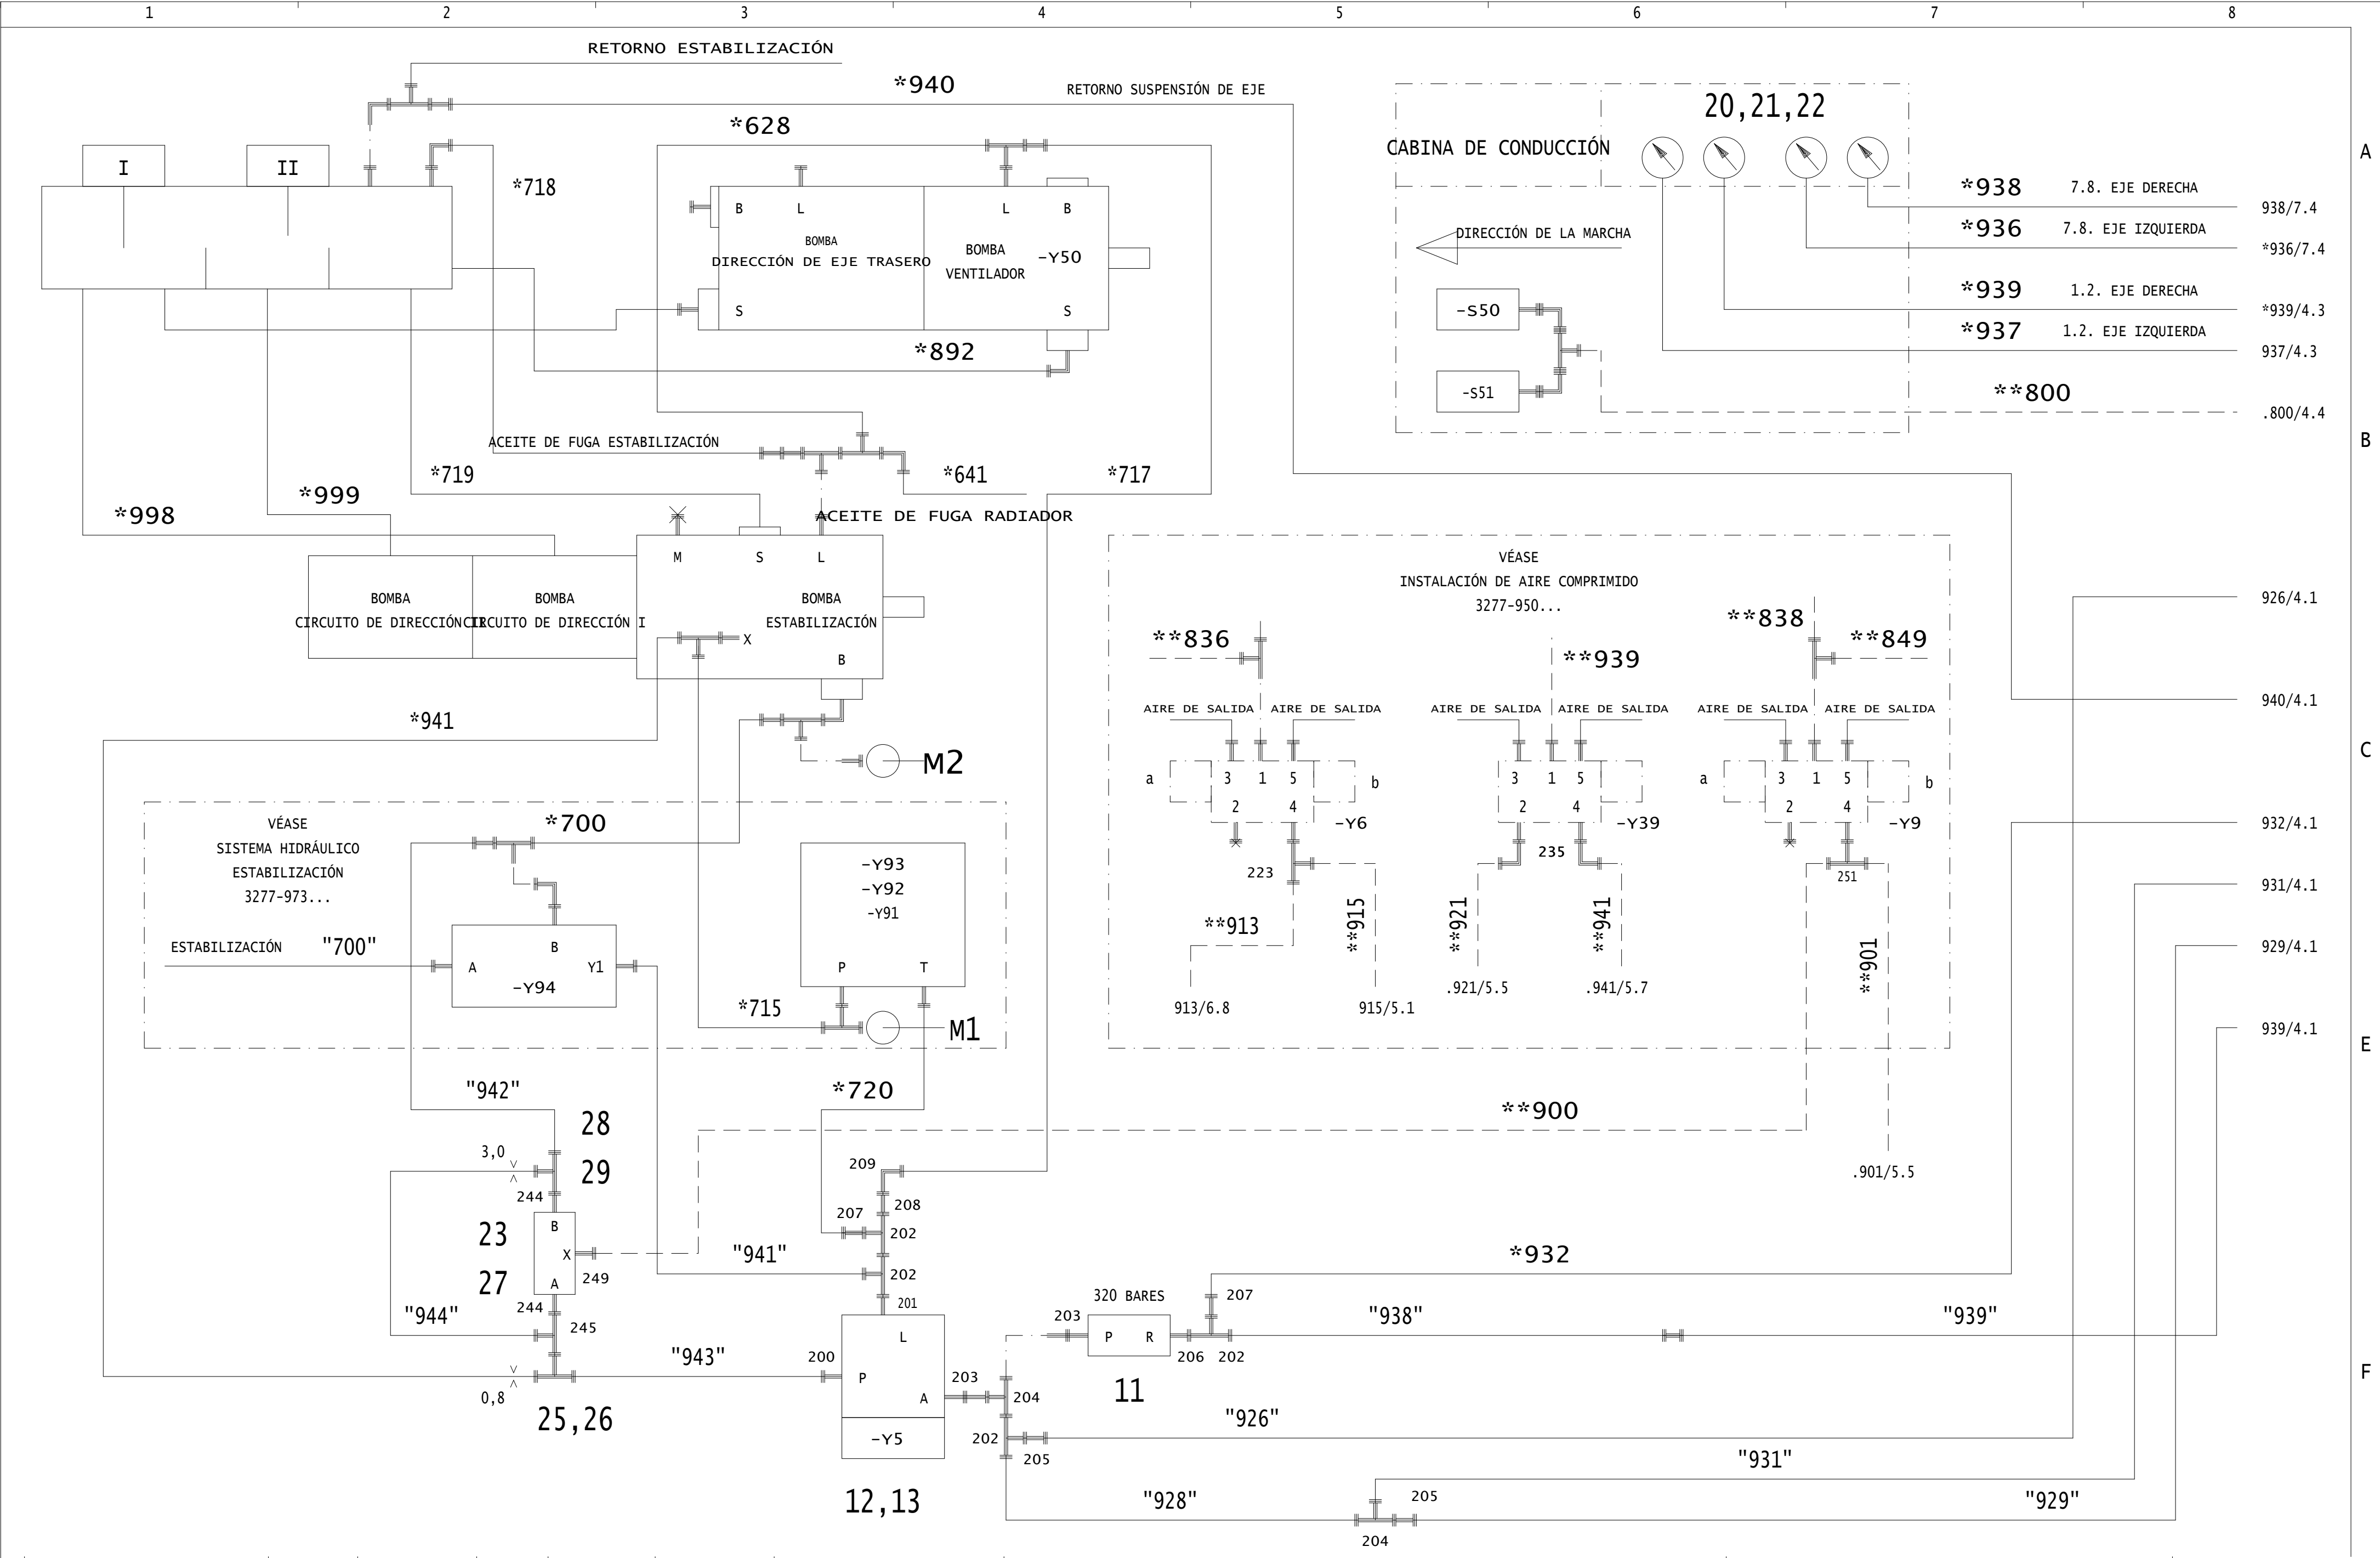 1 2 3 4 5 6 7 8
RETORNO ESTABILIZACIÓN
*940
RETORNO SUSPENSIÓN DE EJE
20,21,22
*628
CABINA DE CONDUCCIÓN
A
I
II
*718
*938
7.8. EJE DERECHA
938/7.4
B
L
L
B
*936
7.8. EJE IZQUIERDA
*936/7.4
DIRECCIÓN DE LA MARCHA
BOMBA
DIRECCIÓN DE EJE TRASERO
BOMBA
VENTILADOR
-Y50
*939
1.2. EJE DERECHA
*939/4.3
S
S
-S50
*937
1.2. EJE IZQUIERDA
937/4.3
*892
-S51
**800
.800/4.4
B
ACEITE DE FUGA ESTABILIZACIÓN
*719
*641
*717
*999
*998
ACEITE DE FUGA RADIADOR
M
S
L
VÉASE
INSTALACIÓN DE AIRE COMPRIMIDO
3277-950...
BOMBA
CIRCUITO DE DIRECCIÓN II
BOMBA
CIRCUITO DE DIRECCIÓN I
BOMBA
ESTABILIZACIÓN
926/4.1
X
B
**836
**939
**838
**849
AIRE DE SALIDA
AIRE DE SALIDA
AIRE DE SALIDA
AIRE DE SALIDA
AIRE DE SALIDA
AIRE DE SALIDA
940/4.1
*941
M2
C
a
3 1 5
2 4
b
-Y6
3 1 5
2 4
-Y39
a
3 1 5
2 4
b
-Y9
932/4.1
VÉASE
SISTEMA HIDRÁULICO
ESTABILIZACIÓN
3277-973...
*700
-Y93
-Y92
-Y91
223
235
251
931/4.1
**913
**915
**921
**941
**901
929/4.1
ESTABILIZACIÓN
"700"
A
B
Y1
-Y94
P
T
*715
M1
913/6.8
915/5.1
.921/5.5
.941/5.7
939/4.1
E
"942"
*720
28
29
**900
.901/5.5
3,0
244
209
208
207
202
23
27
B
X
A
249
"941"
202
201
*932
244
245
"944"
203
320 BARES
P
R
207
206
202
"938"
"939"
"943"
200
L
P
A
203
204
11
F
0,8
25,26
-Y5
202
205
"926"
"931"
12,13
"928"
205
204
"929"